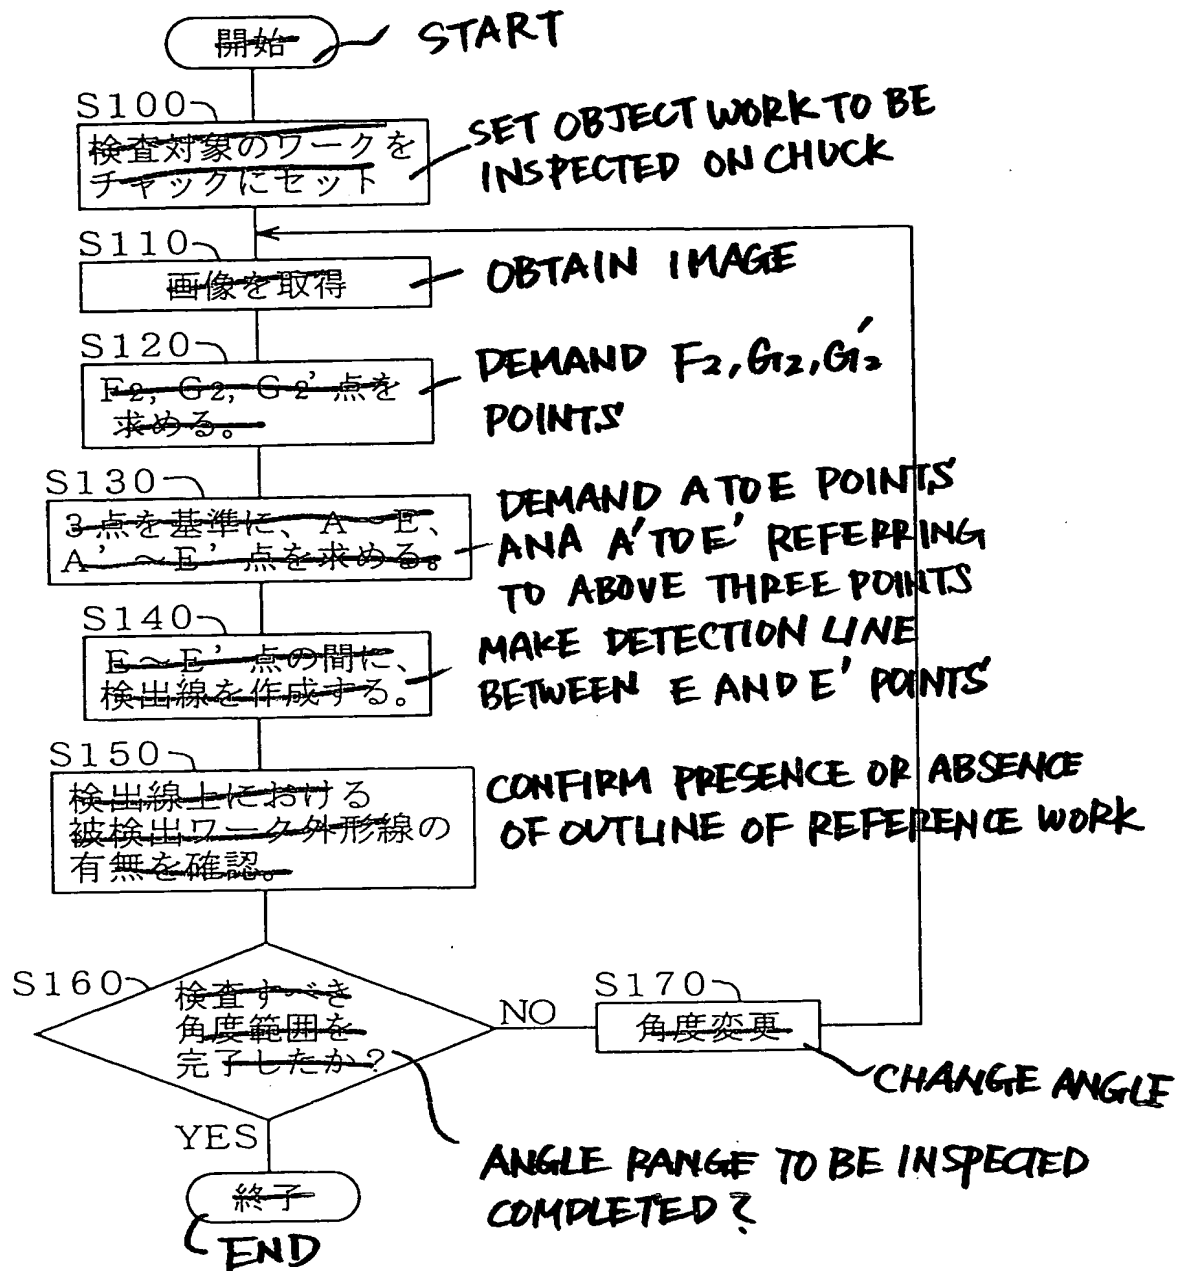 開始
START
S100
検査対象のワークを
チャックにセット
SET OBJECT WORK TO BE
INSPECTED ON CHUCK
S110
画像を取得
OBTAIN IMAGE
S120
F2, G2, G2' 点を
求める。
DEMAND F2, G2, G2'
POINTS
S130
3点を基準に、A～E、
A'～E' 点を求める。
DEMAND A TO E POINTS
ANA A' TO E' REFERRING
TO ABOVE THREE POINTS
S140
E～E' 点の間に、
検出線を作成する。
MAKE DETECTION LINE
BETWEEN E AND E' POINTS
S150
検出線上における
被検出ワーク外形線の
有無を確認。
CONFIRM PRESENCE OR ABSENCE
OF OUTLINE OF REFERENCE WORK
S160
検査すべき
角度範囲を
完了したか?
NO
S170
角度変更
CHANGE ANGLE
YES
ANGLE RANGE TO BE INSPECTED
COMPLETED?
終了
END